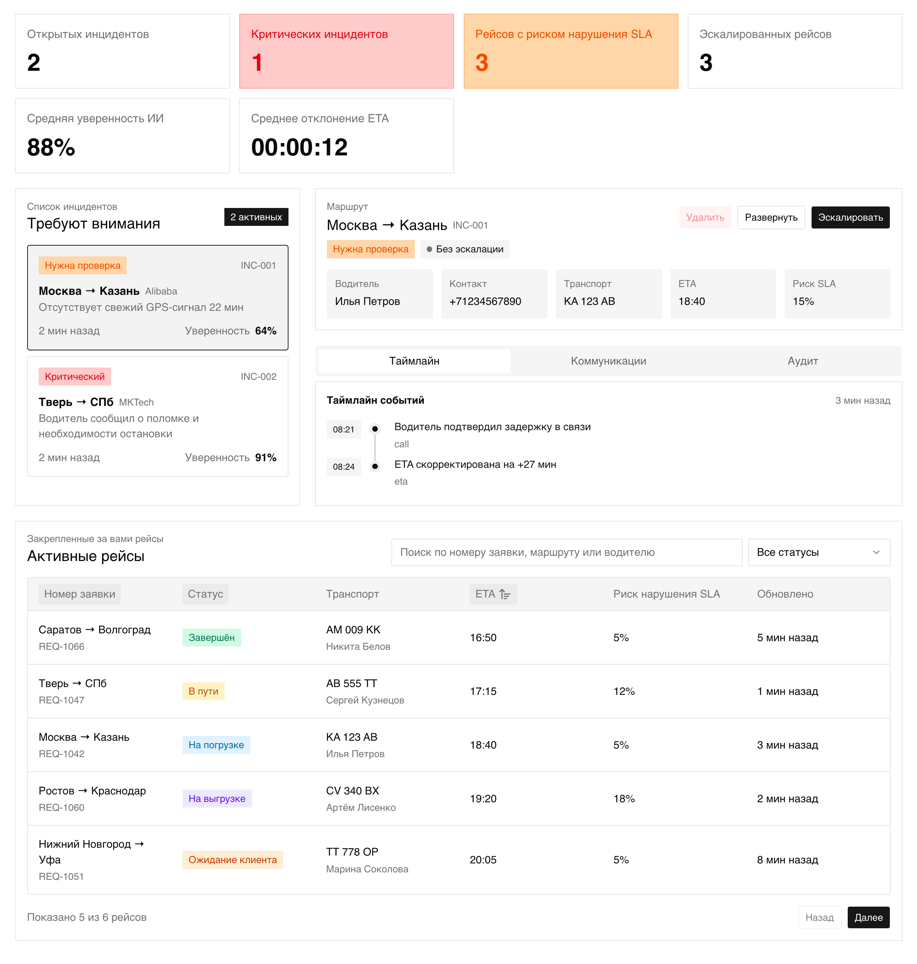 Открытых инцидентов
2
Критических инцидентов
1
Рейсов с риском нарушения SLA
3
Эскалированных рейсов
3
Средняя уверенность ИИ
88%
Среднее отклонение ETA
00:00:12
Список инцидентов
Требуют внимания
2 активных
Нужна проверка
INC-001
Москва → Казань Alibaba
Отсутствует свежий GPS-сигнал 22 мин
2 мин назад
Уверенность 64%
Критический
INC-002
Тверь → СПб MKTech
Водитель сообщил о поломке и
необходимости остановки
2 мин назад
Уверенность 91%
Маршрут
Москва → Казань INC-001
Удалить
Развернуть
Эскалировать
Нужна проверка
Без эскалации
Водитель
Илья Петров
Контакт
+71234567890
Транспорт
КА 123 АВ
ETA
18:40
Риск SLA
15%
Таймлайн
Коммуникации
Аудит
Таймлайн событий
3 мин назад
08:21
Водитель подтвердил задержку в связи
call
08:24
ETA скорректирована на +27 мин
eta
Закрепленные за вами рейсы
Активные рейсы
Поиск по номеру заявки, маршруту или водителю
Все статусы
Номер заявки
Статус
Транспорт
ETA
Риск нарушения SLA
Обновлено
Саратов → Волгоград
REQ-1066
Завершён
АМ 009 КК
Никита Белов
16:50
5%
5 мин назад
Тверь → СПб
REQ-1047
В пути
АВ 555 ТТ
Сергей Кузнецов
17:15
12%
1 мин назад
Москва → Казань
REQ-1042
На погрузке
КА 123 АВ
Илья Петров
18:40
5%
3 мин назад
Ростов → Краснодар
REQ-1060
На выгрузке
CV 340 BX
Артём Лисенко
19:20
18%
2 мин назад
Нижний Новгород →
Уфа
REQ-1051
Ожидание клиента
ТТ 778 ОР
Марина Соколова
20:05
5%
8 мин назад
Показано 5 из 6 рейсов
Назад
Далее